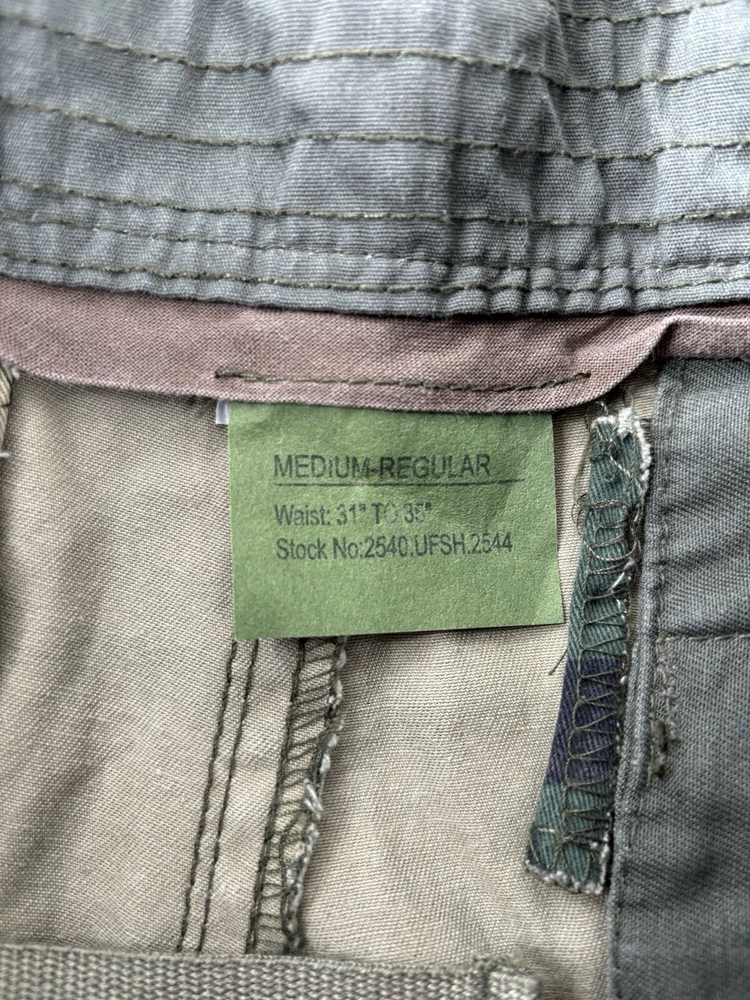 MEDIUM-REGULAR
Waist: 31" TO 35"
Stock No:2540.UFSH.2544